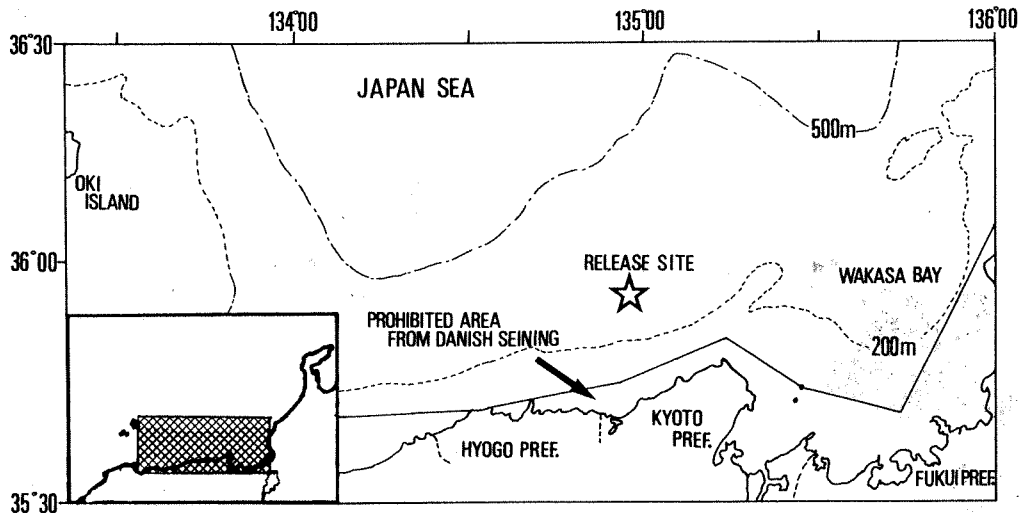 134°00
135°00
136°00
36°30
JAPAN SEA
500m
OKI
ISLAND
36°00
RELEASE SITE
WAKASA BAY
PROHIBITED AREA
FROM DANISH SEINING
200m
KYOTO
PREF.
HYOGO PREF.
FUKUI PREF.
35°30